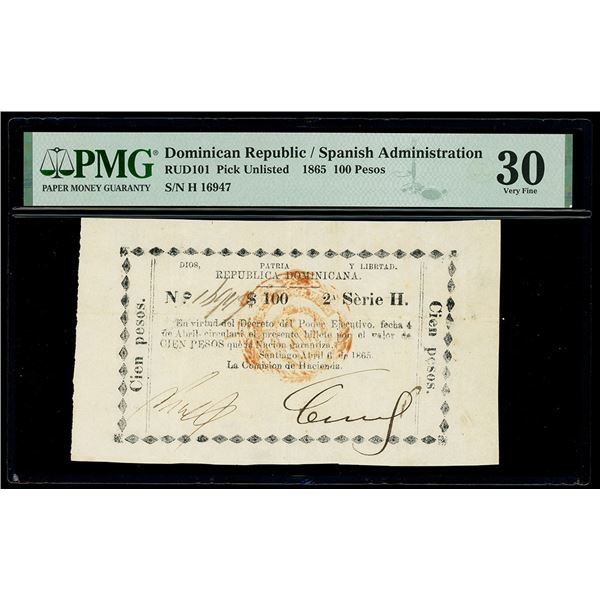 PMG®
PAPER MONEY GUARANTY
Dominican Republic / Spanish Administration
RUD101 Pick Unlisted 1865 100 Pesos
S/N H 16947
30
Very Fine
DIOS, PATRIA Y LIBERTAD.
REPUBLICA DOMINICANA.
Nº $ 100 2ª Sèrie H.
En virtud del Decreto del Poder Ejecutivo, fecha 4
de Abril circulará el presente billete por el valor de
CIEN PESOS que la Nacion garantiza.
Santiago Abril 6 de 1865.
La Comision de Hacienda.
Cien pesos.
Cien pesos.